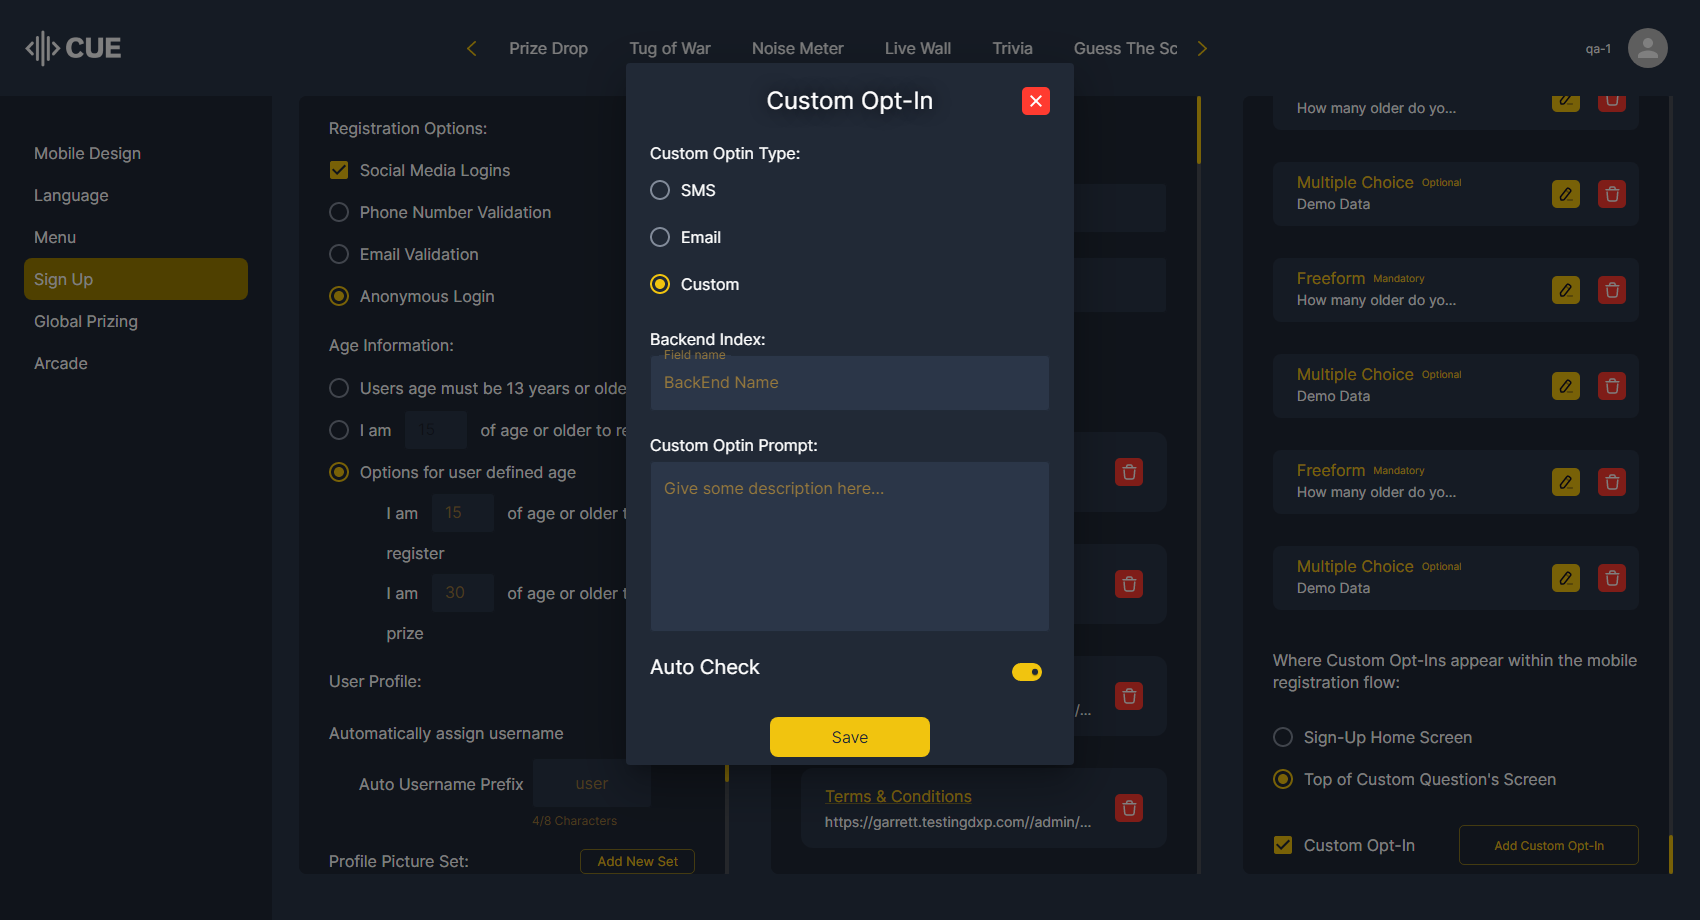 CUE
Prize Drop
Tug of War
Noise Meter
Live Wall
Trivia
Guess The Sc
qa-1
Mobile Design
Language
Menu
Sign Up
Global Prizing
Arcade
Registration Options:
Social Media Logins
Phone Number Validation
Email Validation
Anonymous Login
Age Information:
Users age must be 13 years or olde
I am 15 of age or older to re
Options for user defined age
I am 15 of age or older t
register
I am 30 of age or older t
prize
User Profile:
Automatically assign username
Auto Username Prefix user
4/8 Characters
Profile Picture Set:
Add New Set
Custom Opt-In
Custom Optin Type:
SMS
Email
Custom
Backend Index:
Field name
BackEnd Name
Custom Optin Prompt:
Give some description here...
Auto Check
Save
/...
Terms & Conditions
https://garrett.testingdxp.com//admin/...
How many older do yo...
Multiple Choice Optional
Demo Data
Freeform Mandatory
How many older do yo...
Multiple Choice Optional
Demo Data
Freeform Mandatory
How many older do yo...
Multiple Choice Optional
Demo Data
Where Custom Opt-Ins appear within the mobile
registration flow:
Sign-Up Home Screen
Top of Custom Question's Screen
Custom Opt-In
Add Custom Opt-In